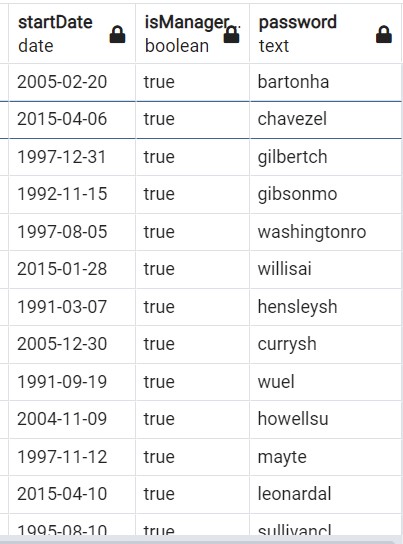 startDate isManager... password
date boolean text
2005-02-20 true bartonha
2015-04-06 true chavezel
1997-12-31 true gilbertch
1992-11-15 true gibsonmo
1997-08-05 true washingtonro
2015-01-28 true willisai
1991-03-07 true hensleysh
2005-12-30 true currysh
1991-09-19 true wuel
2004-11-09 true howellsu
1997-11-12 true mayte
2015-04-10 true leonardal
1995-08-10 true sullivancl